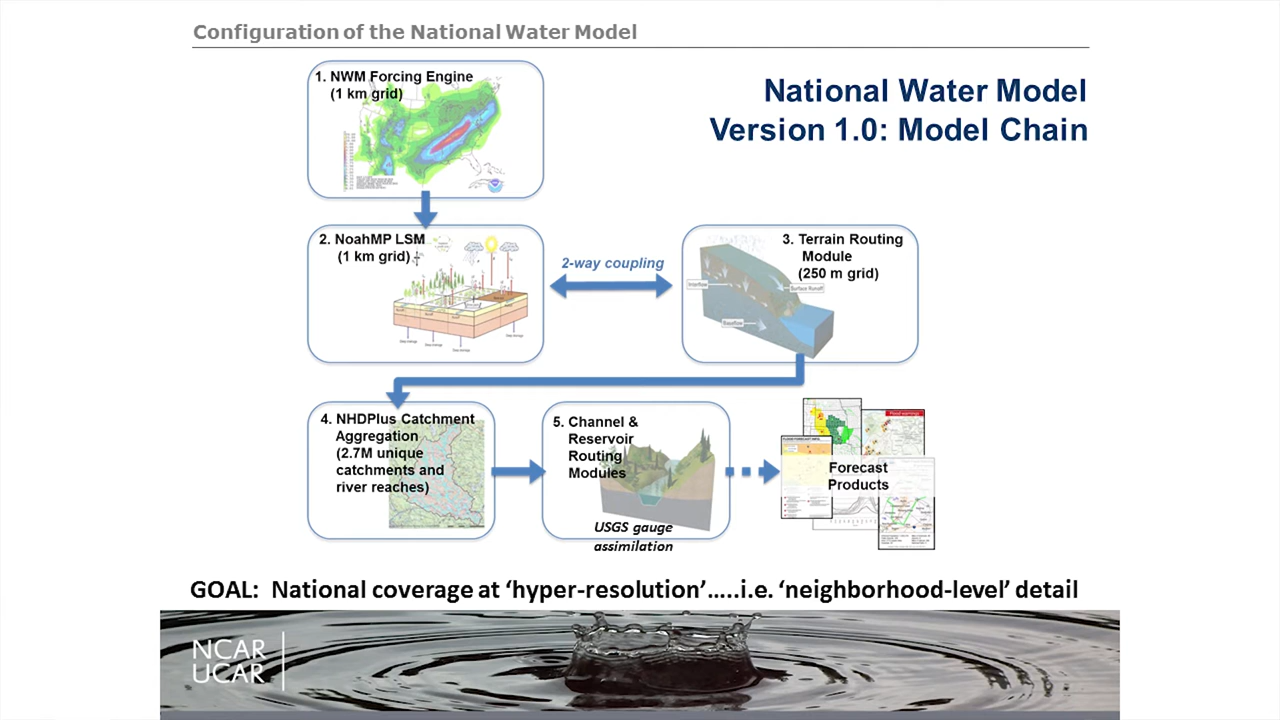 Configuration of the National Water Model
National Water Model
Version 1.0: Model Chain
1. NWM Forcing Engine
(1 km grid)
2. NoahMP LSM
(1 km grid)
2-way coupling
3. Terrain Routing
Module
(250 m grid)
Interflow
Surface Runoff
Baseflow
4. NHDPlus Catchment
Aggregation
(2.7M unique
catchments and
river reaches)
5. Channel &
Reservoir
Routing
Modules
USGS gauge
assimilation
Forecast
Products
GOAL: National coverage at ‘hyper-resolution’…..i.e. ‘neighborhood-level’ detail
NCAR
UCAR